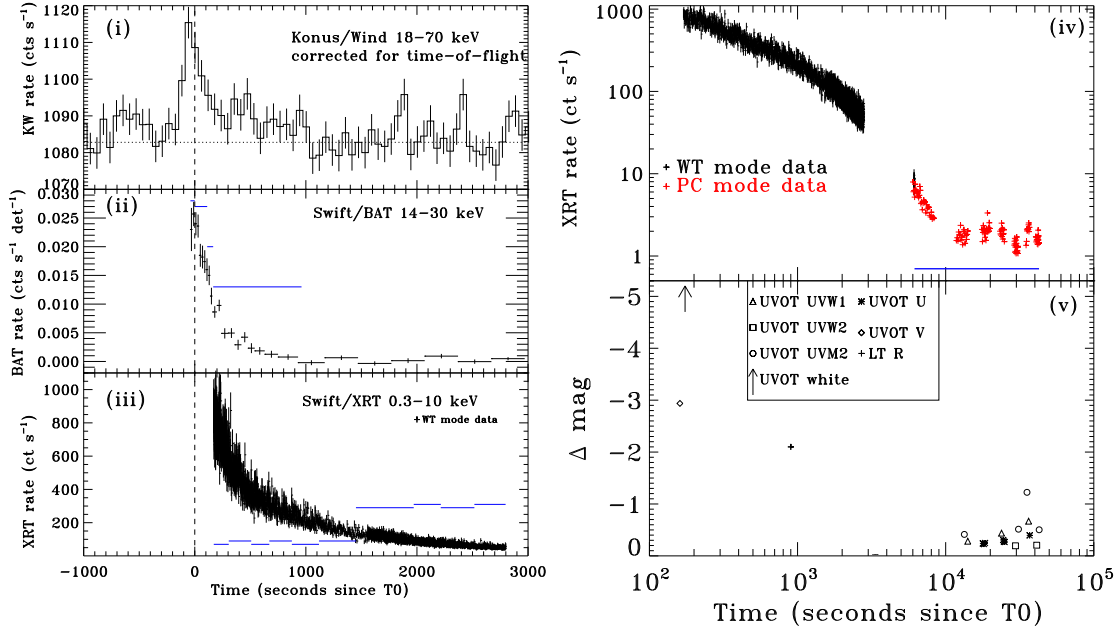 (i)
Konus/Wind 18-70 keV
corrected for time-of-flight
KW rate (cts s⁻¹)
1120
1110
1100
1090
1080
1070
(ii)
Swift/BAT 14-30 keV
BAT rate (cts s⁻¹ det⁻¹)
0.030
0.025
0.020
0.015
0.010
0.005
0.000
(iii)
Swift/XRT 0.3-10 keV
+WT mode data
XRT rate (ct s⁻¹)
1000
800
600
400
200
-1000 0 1000 2000 3000
Time (seconds since T0)
(iv)
XRT rate (ct s⁻¹)
1000
100
10
1
+ WT mode data
+ PC mode data
(v)
Δ mag
-5
-4
-3
-2
-1
0
UVOT UVW1 UVOT U
UVOT UVW2 UVOT V
UVOT UVM2 + LT R
UVOT white
10² 10³ 10⁴ 10⁵
Time (seconds since T0)